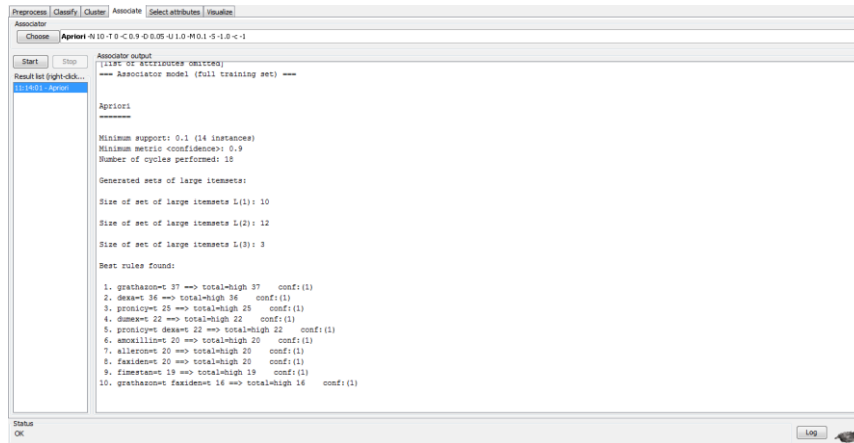 Preprocess Classify Cluster Associate Select attributes Visualize
Associator
Choose Apriori -N 10 -T 0 -C 0.9 -D 0.05 -U 1.0 -M 0.1 -S -1.0 -c -1
Start Stop
Result list (right-click...
11:14:01 - Apriori
Associator output
[list of attributes omitted]
=== Associator model (full training set) ===
Apriori
=======
Minimum support: 0.1 (14 instances)
Minimum metric <confidence>: 0.9
Number of cycles performed: 18
Generated sets of large itemsets:
Size of set of large itemsets L(1): 10
Size of set of large itemsets L(2): 12
Size of set of large itemsets L(3): 3
Best rules found:
1. grathazon=t 37 ==> total=high 37 conf:(1)
2. dexa=t 36 ==> total=high 36 conf:(1)
3. pronicy=t 25 ==> total=high 25 conf:(1)
4. dumex=t 22 ==> total=high 22 conf:(1)
5. pronicy=t dexa=t 22 ==> total=high 22 conf:(1)
6. amoxillin=t 20 ==> total=high 20 conf:(1)
7. alleron=t 20 ==> total=high 20 conf:(1)
8. faxiden=t 20 ==> total=high 20 conf:(1)
9. fimestan=t 19 ==> total=high 19 conf:(1)
10. grathazon=t faxiden=t 16 ==> total=high 16 conf:(1)
Status
OK
Log